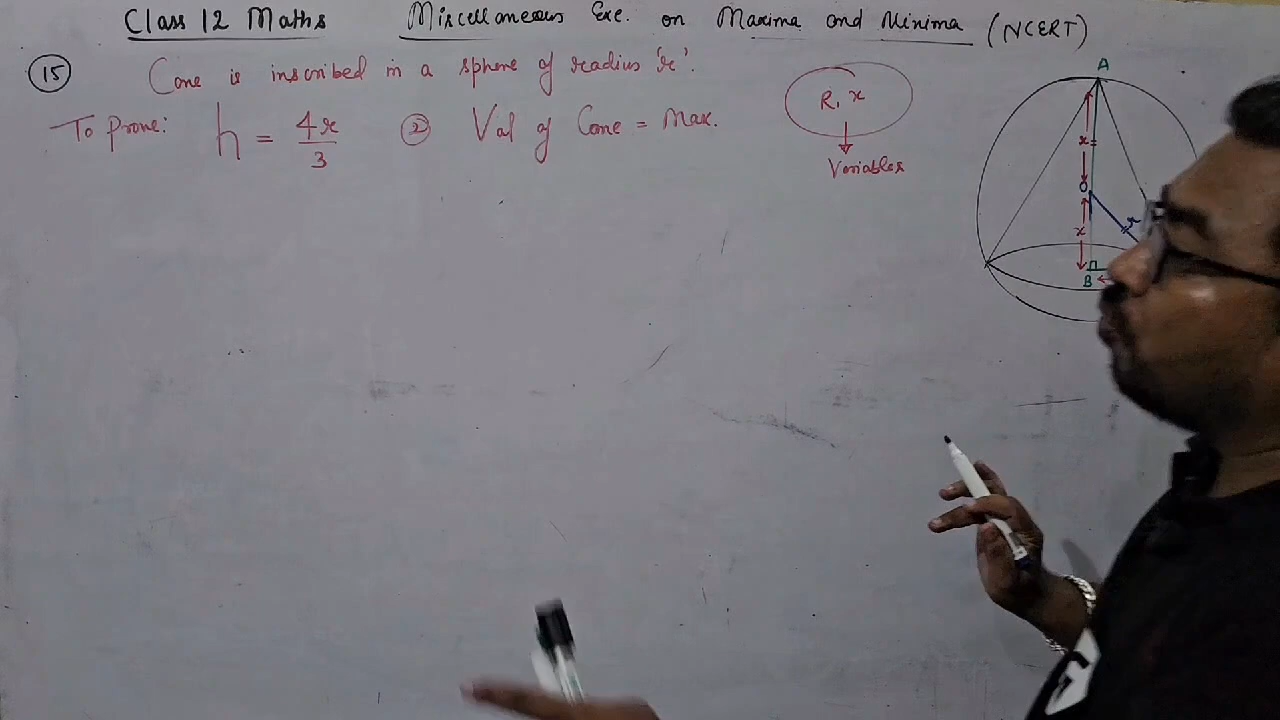 Class 12 Maths Miscellaneous Exe. on Maxima and Minima (NCERT)
15 Cone is inscribed in a sphere of radius 'r'.
To prove: h = 4r/3 ② Val of Cone = Max.
R, x
Variables
A
r
O
r
x
B